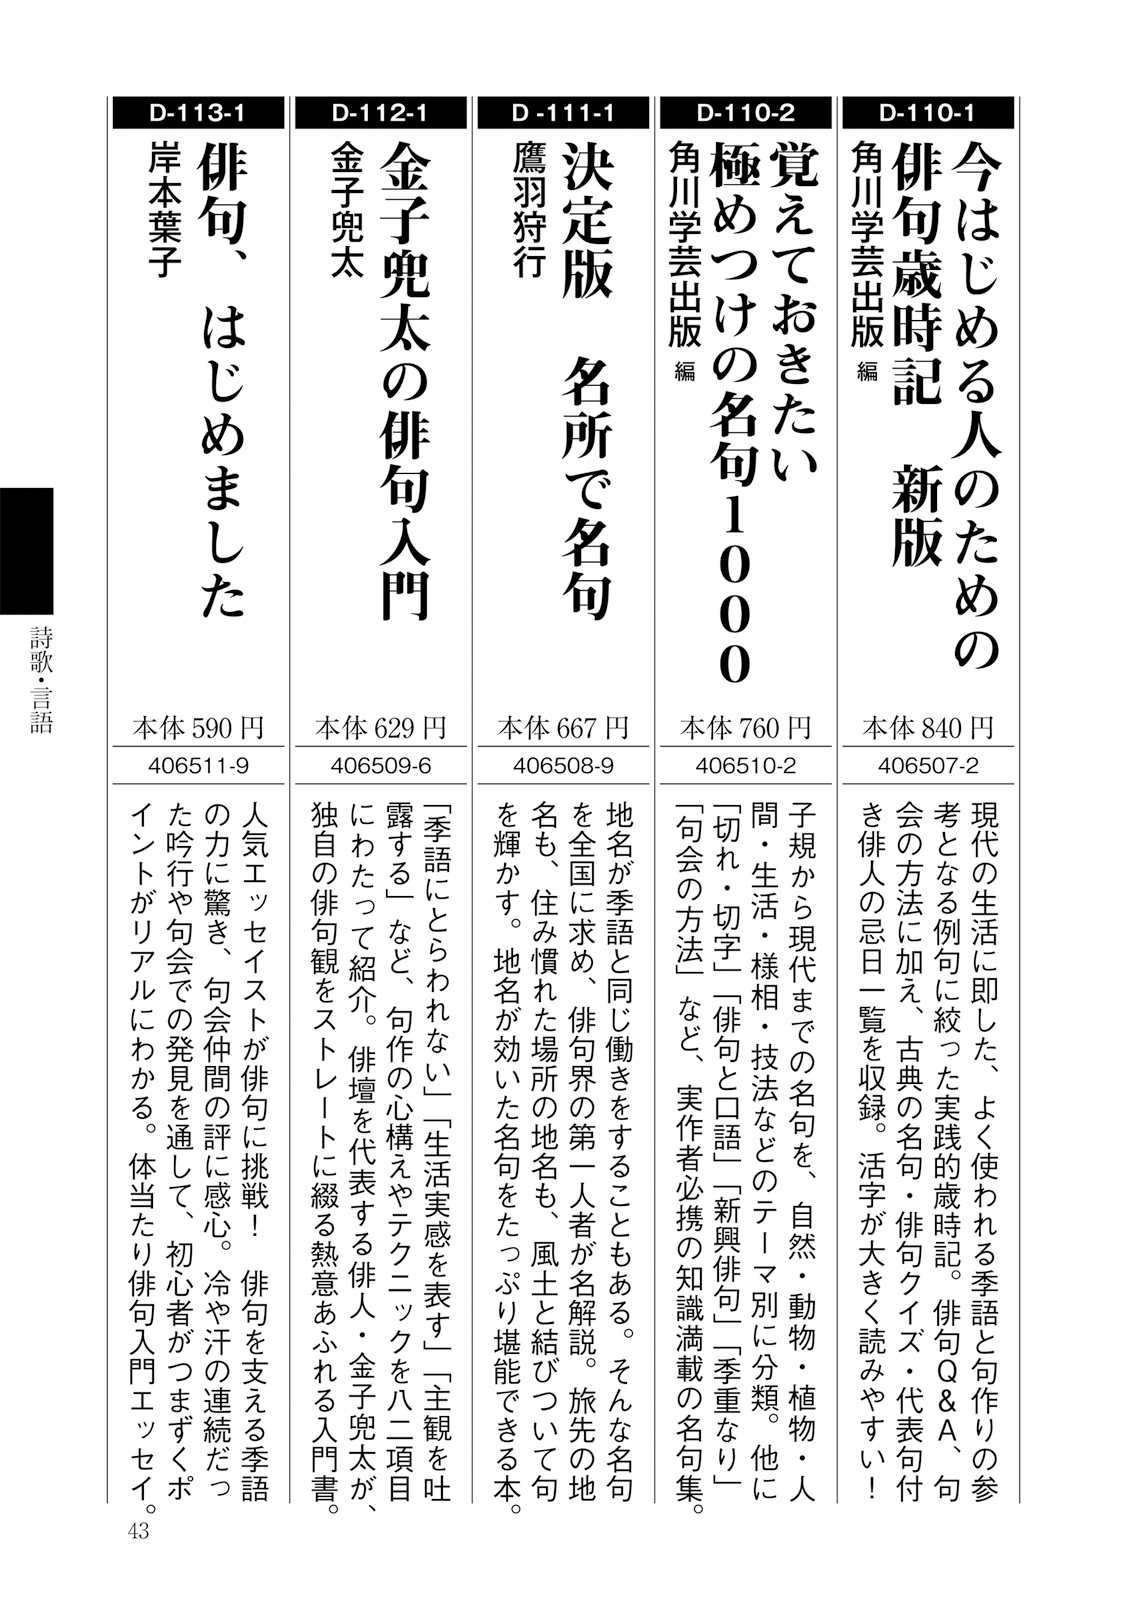 D-110-1
今はじめる人のための
俳句歳時記　新版
角川学芸出版 編
本体 840 円
406507-2
現代の生活に即した、よく使われる季語と句作りの参
考となる例句に絞った実践的歳時記。俳句Ｑ＆Ａ、句
会の方法に加え、古典の名句・俳句クイズ・代表句付
き俳人の忌日一覧を収録。活字が大きく読みやすい！
D-110-2
覚えておきたい
極めつけの名句1000
角川学芸出版 編
本体 760 円
406510-2
子規から現代までの名句を、自然・動物・植物・人
間・生活・様相・技法などのテーマ別に分類。他に
「切れ・切字」「俳句と口語」「新興俳句」「季重なり」
「句会の方法」など、実作者必携の知識満載の名句集。
D -111-1
決定版　名所で名句
鷹羽狩行
本体 667 円
406508-9
地名が季語と同じ働きをすることもある。そんな名句
を全国に求め、俳句界の第一人者が名解説。旅先の地
名も、住み慣れた場所の地名も、風土と結びついて句
を輝かす。地名が効いた名句をたっぷり堪能できる本。
D-112-1
金子兜太の俳句入門
金子兜太
本体 629 円
406509-6
「季語にとらわれない」「生活実感を表す」「主観を吐
露する」など、句作の心構えやテクニックを八二項目
にわたって紹介。俳壇を代表する俳人・金子兜太が、
独自の俳句観をストレートに綴る熱意あふれる入門書。
D-113-1
俳句、はじめました
岸本葉子
本体 590 円
406511-9
人気エッセイストが俳句に挑戦！　俳句を支える季語
の力に驚き、句会仲間の評に感心。冷や汗の連続だっ
た吟行や句会での発見を通して、初心者がつまずくポ
イントがリアルにわかる。体当たり俳句入門エッセイ。
詩歌・言語
43